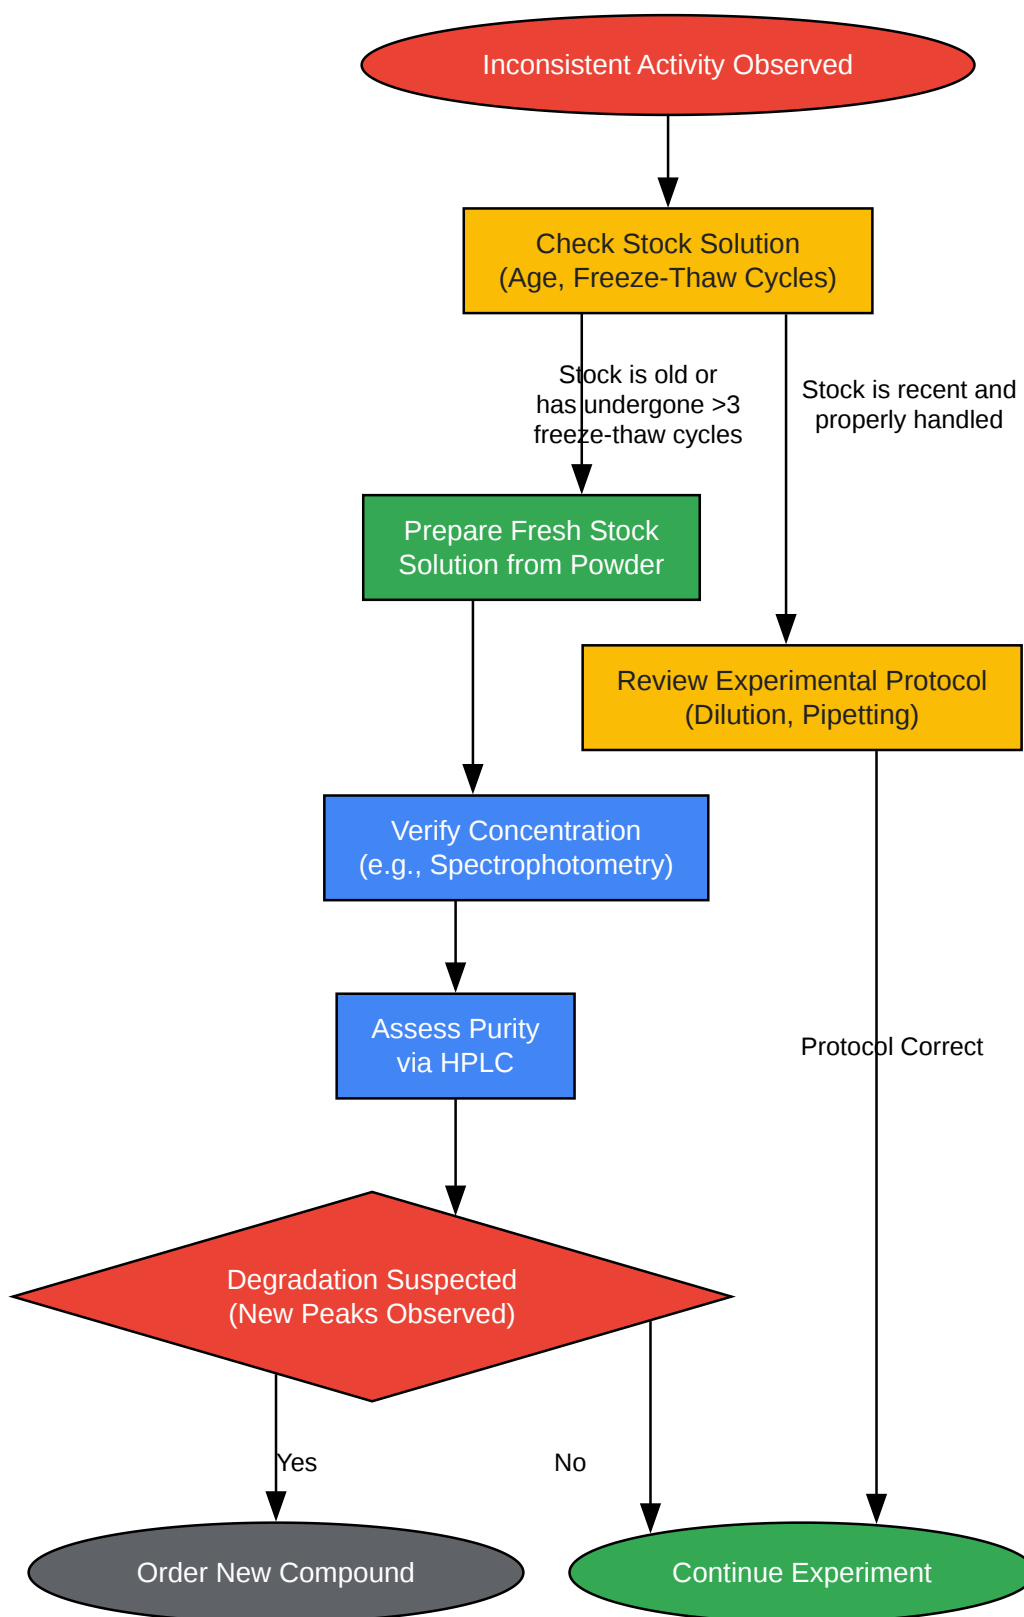 Inconsistent Activity Observed
Check Stock Solution
(Age, Freeze-Thaw Cycles)
Stock is old or
has undergone >3
freeze-thaw cycles
Stock is recent and
properly handled
Prepare Fresh Stock
Solution from Powder
Review Experimental Protocol
(Dilution, Pipetting)
Verify Concentration
(e.g., Spectrophotometry)
Assess Purity
via HPLC
Protocol Correct
Degradation Suspected
(New Peaks Observed)
Yes
No
Order New Compound
Continue Experiment